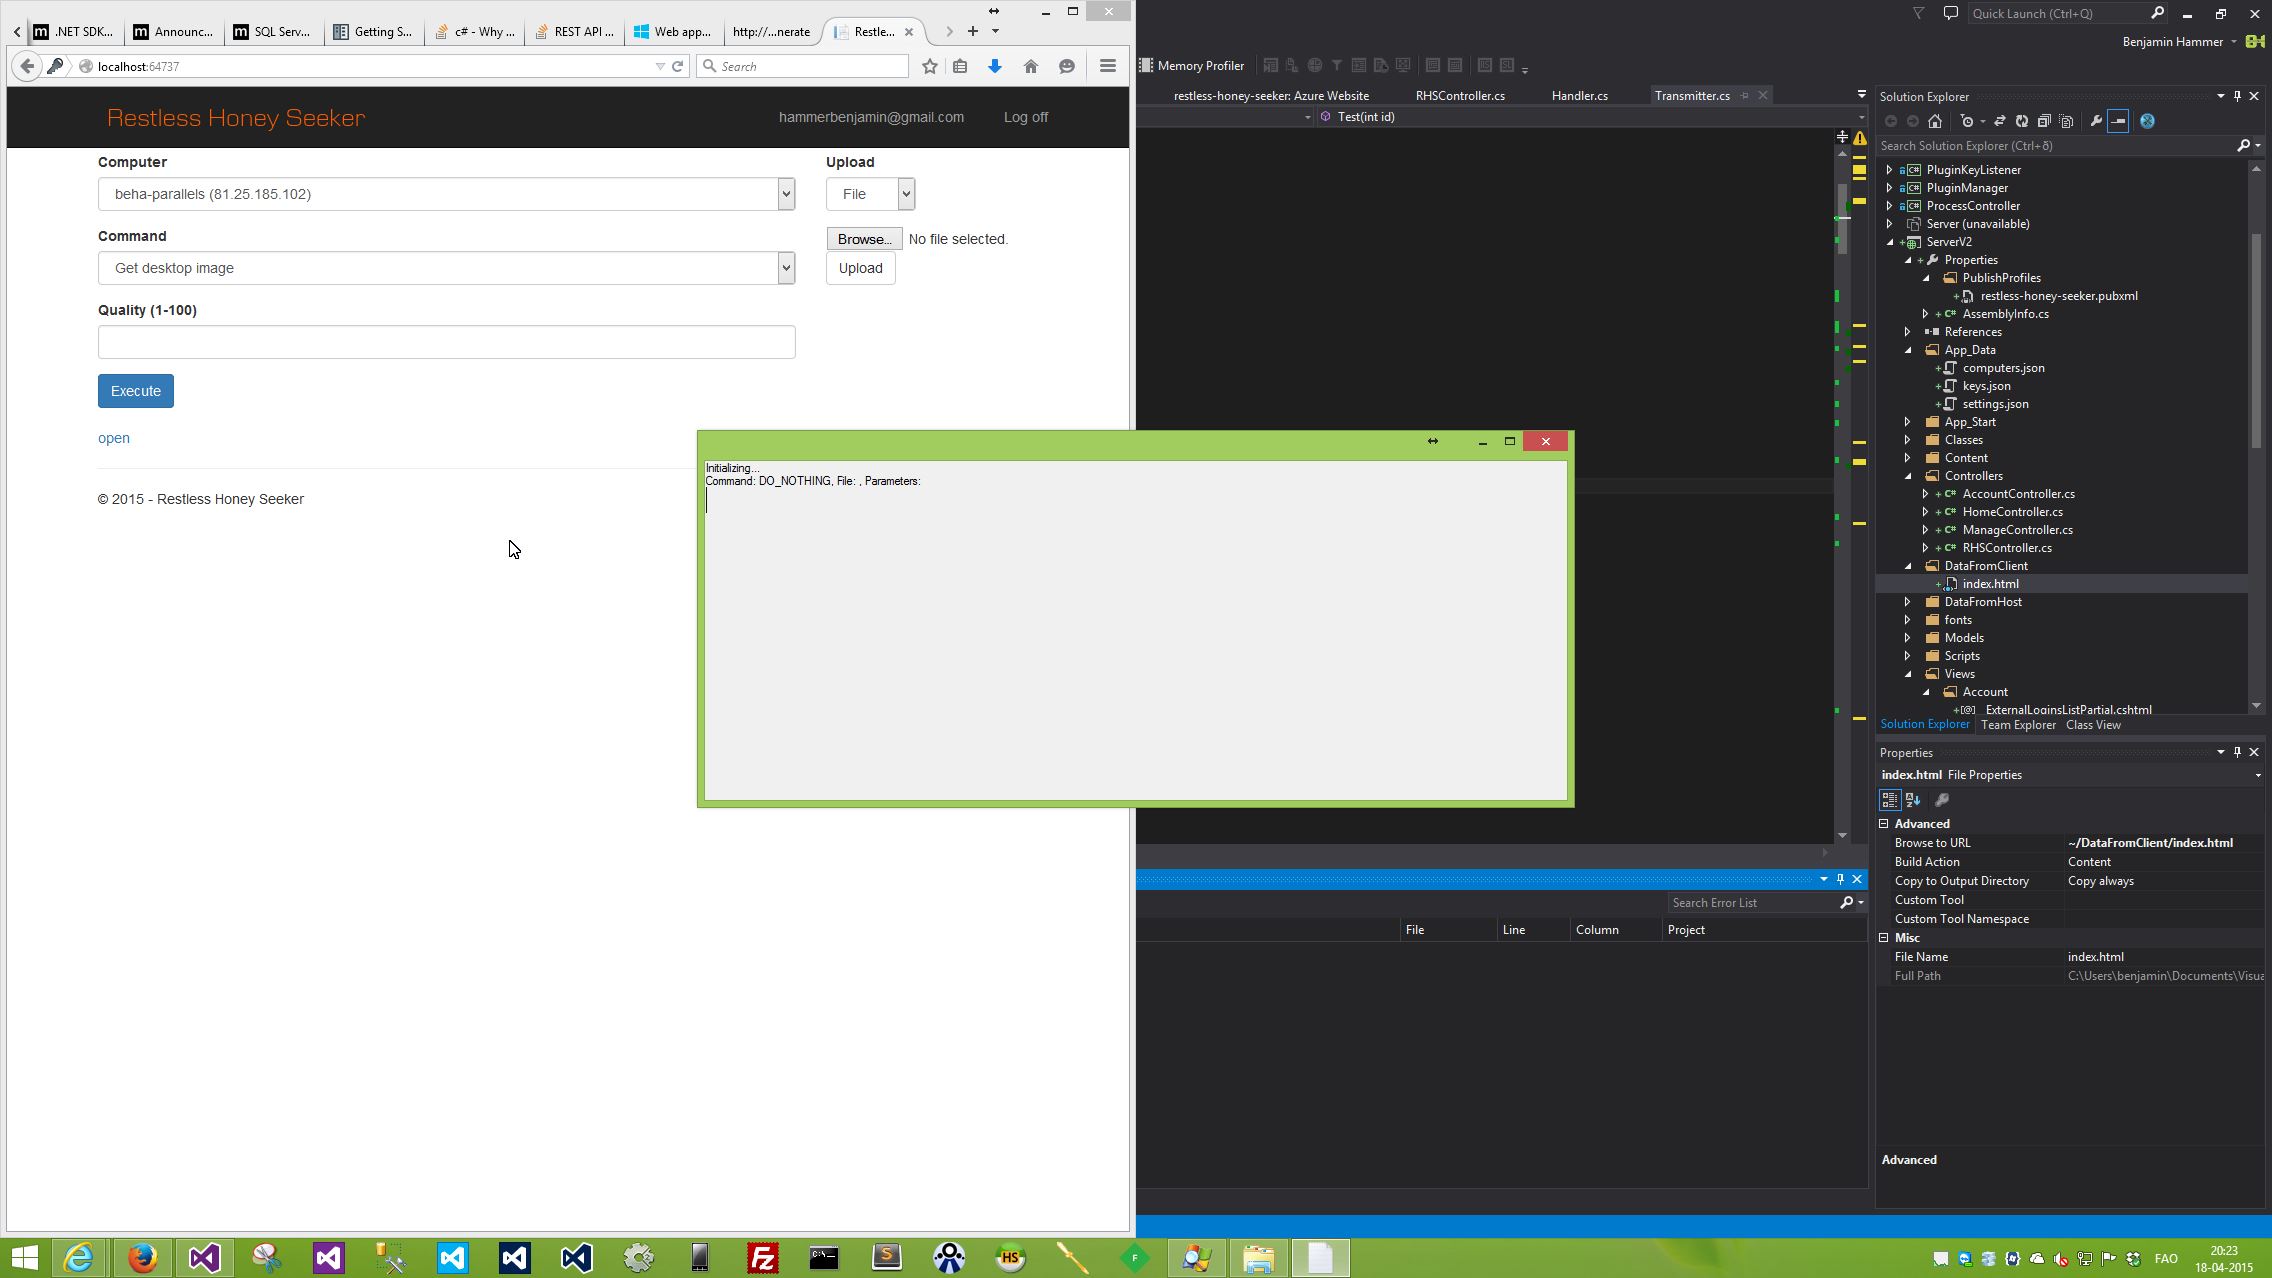 .NET SDK...
Announc...
SQL Serv...
Getting S...
c# - Why ...
REST API ...
Web app...
http://...nerate
Restle...
localhost:64737
Search
Restless Honey Seeker
hammerbenjamin@gmail.com
Log off
Computer
beha-parallels (81.25.185.102)
Command
Get desktop image
Quality (1-100)
Execute
open
© 2015 - Restless Honey Seeker
Upload
File
Browse...
No file selected.
Upload
Initializing...
Command: DO_NOTHING, File: , Parameters:
Quick Launch (Ctrl+Q)
Benjamin Hammer
Memory Profiler
restless-honey-seeker: Azure Website
RHSController.cs
Handler.cs
Transmitter.cs
Test(int id)
Search Error List
File
Line
Column
Project
Solution Explorer
Search Solution Explorer (Ctrl+ð)
PluginKeyListener
PluginManager
ProcessController
Server (unavailable)
ServerV2
Properties
PublishProfiles
restless-honey-seeker.pubxml
AssemblyInfo.cs
References
App_Data
computers.json
keys.json
settings.json
App_Start
Classes
Content
Controllers
AccountController.cs
HomeController.cs
ManageController.cs
RHSController.cs
DataFromClient
index.html
DataFromHost
fonts
Models
Scripts
Views
Account
_ExternalLoginsListPartial.cshtml
Solution Explorer
Team Explorer
Class View
Properties
index.html File Properties
Advanced
Browse to URL ~/DataFromClient/index.html
Build Action Content
Copy to Output Directory Copy always
Custom Tool
Custom Tool Namespace
Misc
File Name index.html
Full Path C:\Users\benjamin\Documents\Visua
Advanced
HS
FAO
20:23
18-04-2015